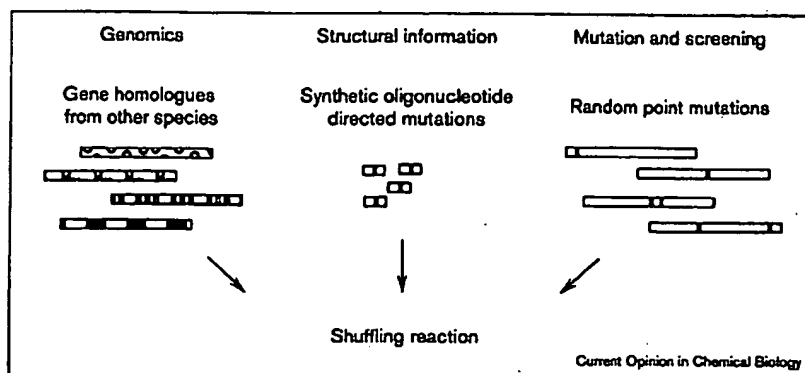 Genomics
Structural information
Mutation and screening
Gene homologues
from other species
Synthetic oligonucleotide
directed mutations
Random point mutations
Shuffling reaction
Current Opinion in Chemical Biology